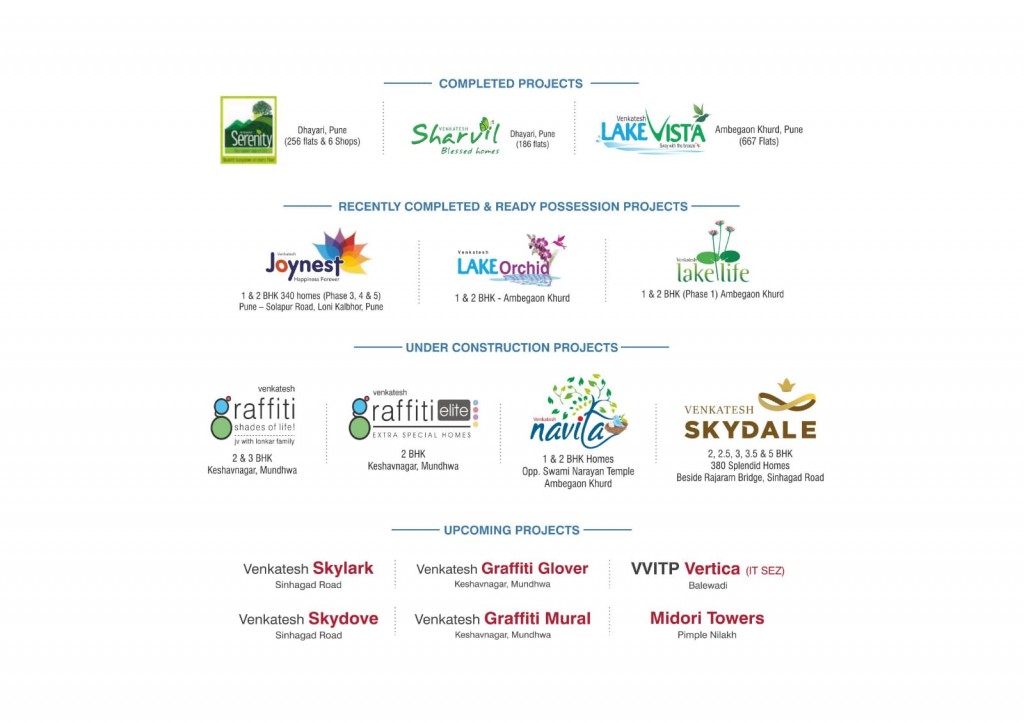 COMPLETED PROJECTS
Serenity
Dhayari, Pune
(256 flats & 6 Shops)
VENKATESH
Sharvil
Blessed homes
Dhayari, Pune
(186 flats)
Venkatesh
LAKE VISTA
Ambegaon Khurd, Pune
(667 Flats)
RECENTLY COMPLETED & READY POSSESSION PROJECTS
Venkatesh
Joynest
Happiness Forever
1 & 2 BHK 340 homes (Phase 3, 4 & 5)
Pune – Solapur Road, Loni Kalbhor, Pune
Venkatesh
LAKE Orchid
1 & 2 BHK - Ambegaon Khurd
Venkatesh
lake life
1 & 2 BHK (Phase 1) Ambegaon Khurd
UNDER CONSTRUCTION PROJECTS
venkatesh
graffiti
shades of life!
jv with lonkar family
2 & 3 BHK
Keshavnagar, Mundhwa
venkatesh
graffiti elite
EXTRA SPECIAL HOMES
2 BHK
Keshavnagar, Mundhwa
Venkatesh
navita
1 & 2 BHK Homes
Opp. Swami Narayan Temple
Ambegaon Khurd
VENKATESH
SKYDALE
2, 2.5, 3, 3.5 & 5 BHK
380 Splendid Homes
Beside Rajaram Bridge, Sinhagad Road
UPCOMING PROJECTS
Venkatesh Skylark
Sinhagad Road
Venkatesh Graffiti Glover
Keshavnagar, Mundhwa
VVITP Vertica (IT SEZ)
Balewadi
Venkatesh Skydove
Sinhagad Road
Venkatesh Graffiti Mural
Keshavnagar, Mundhwa
Midori Towers
Pimple Nilakh